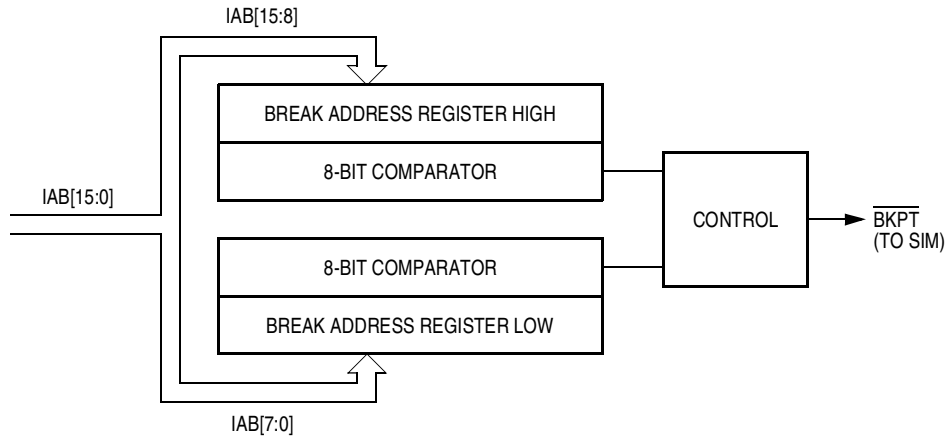 IAB[15:8]
BREAK ADDRESS REGISTER HIGH
8-BIT COMPARATOR
IAB[15:0]
CONTROL
BKPT
(TO SIM)
8-BIT COMPARATOR
BREAK ADDRESS REGISTER LOW
IAB[7:0]